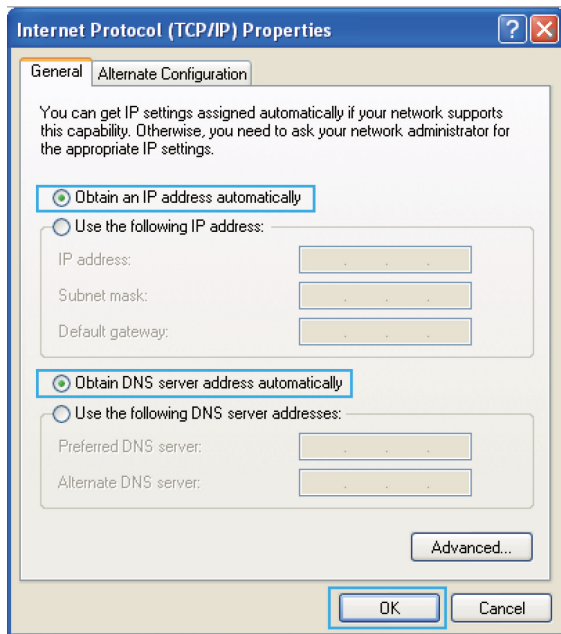 Internet Protocol (TCP/IP) Properties
General
Alternate Configuration
You can get IP settings assigned automatically if your network supports
this capability. Otherwise, you need to ask your network administrator for
the appropriate IP settings.
Obtain an IP address automatically
Use the following IP address:
IP address:
Subnet mask:
Default gateway:
Obtain DNS server address automatically
Use the following DNS server addresses:
Preferred DNS server:
Alternate DNS server:
Advanced...
OK
Cancel